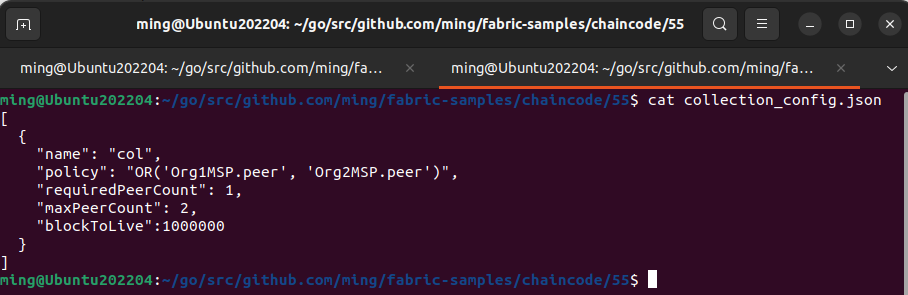 ming@Ubuntu202204: ~/go/src/github.com/ming/fabric-samples/chaincode/55
ming@Ubuntu202204: ~/go/src/github.com/ming/fa...
ming@Ubuntu202204: ~/go/src/github.com/ming/fa...
ming@Ubuntu202204:~/go/src/github.com/ming/fabric-samples/chaincode/55$ cat collection_config.json
[
  {
    "name": "col",
    "policy": "OR('Org1MSP.peer', 'Org2MSP.peer')",
    "requiredPeerCount": 1,
    "maxPeerCount": 2,
    "blockToLive":1000000
  }
]
ming@Ubuntu202204:~/go/src/github.com/ming/fabric-samples/chaincode/55$